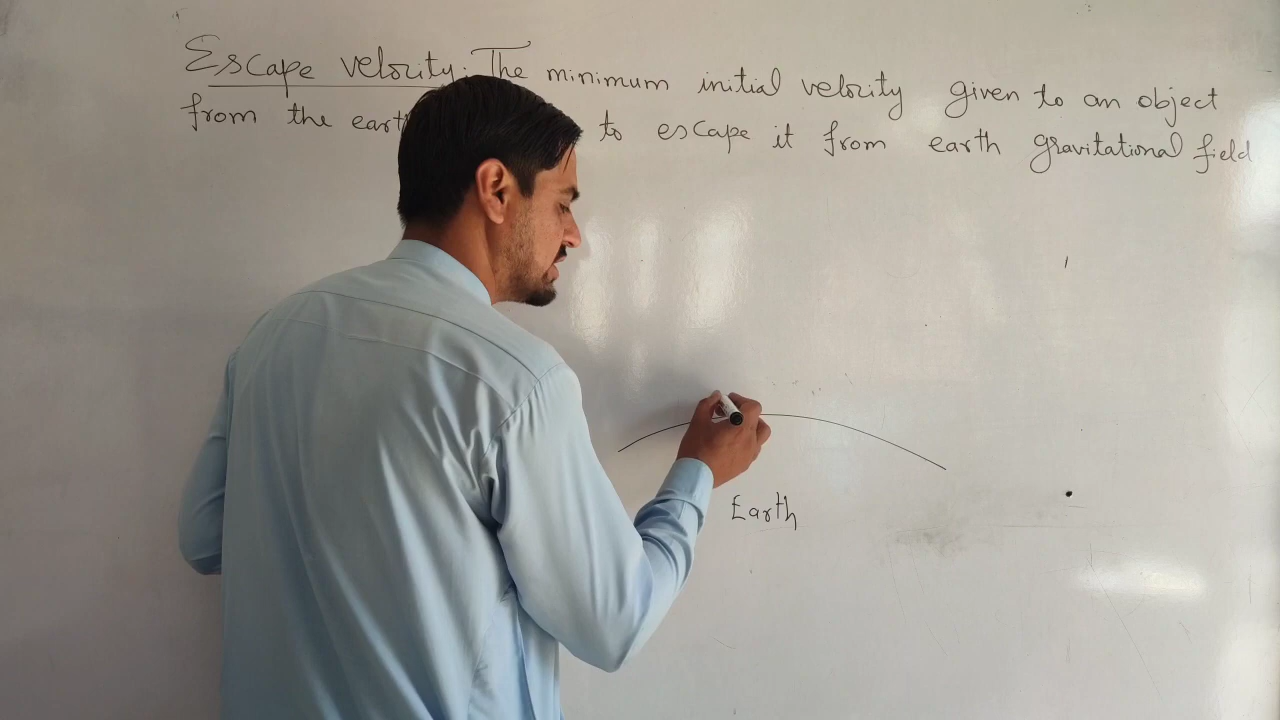 Escape velocity: The minimum initial velocity given to an object
from the earth to escape it from earth gravitational field
Earth